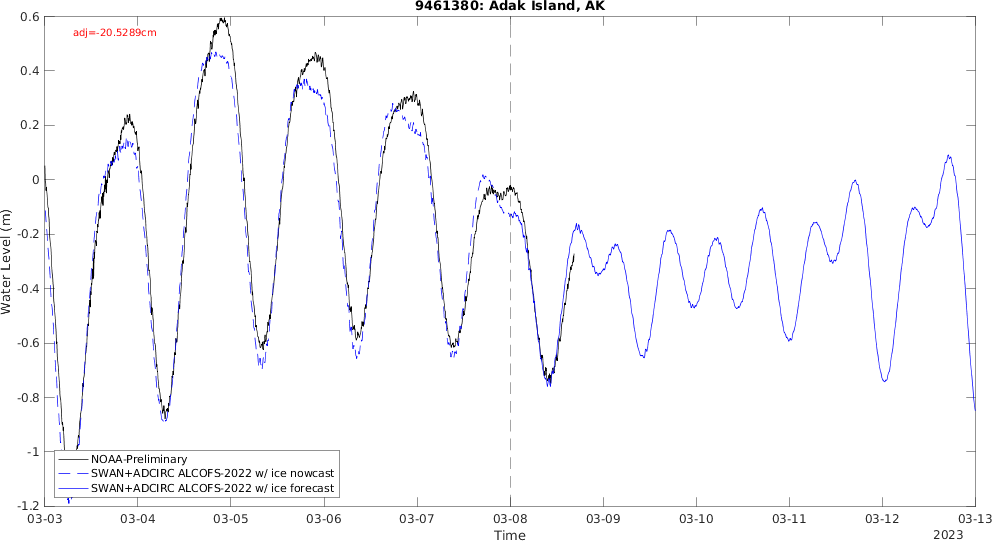 9461380: Adak Island, AK
adj=-20.5289cm
0.6
0.4
0.2
0
-0.2
-0.4
-0.6
-0.8
-1
-1.2
Water Level (m)
NOAA-Preliminary
SWAN+ADCIRC ALCOFS-2022 w/ ice nowcast
SWAN+ADCIRC ALCOFS-2022 w/ ice forecast
03-03 03-04 03-05 03-06 03-07 03-08 03-09 03-10 03-11 03-12 03-13
Time
2023